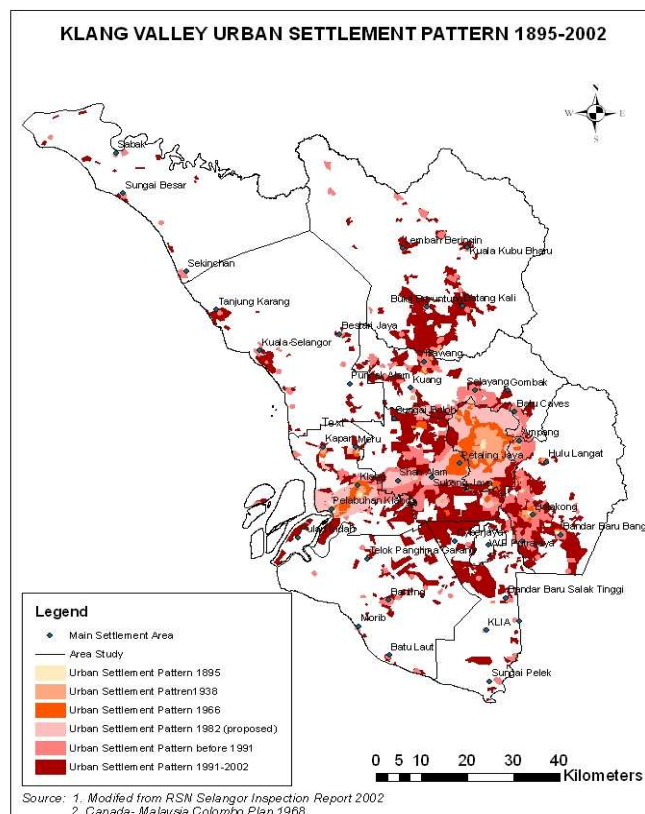 KLANG VALLEY URBAN SETTLEMENT PATTERN 1895-2002
N
W E
S
Sabak
Sungai Besar
Lembah Beringin
Kuala Kubu Bharu
Sekinchan
Tanjung Karang
Batang Kali
Bestari Jaya
Kuala-Selangor
Rawang
Puncak Alam
Kuang
Selayang
Gombak
Batu Caves
Text
Ampang
Kapar
Meru
Hulu Langat
Petaling Jaya
Klang
Shah Alam
Subang Jaya
Pelabuhan Klang
Bandar Baru Bangi
Telok Panglima Garang
Banting
Bandar Baru Salak Tinggi
Morib
KLIA
Batu Laut
Sungai Pelek
Legend
Main Settlement Area
Area Study
Urban Settlement Pattern 1895
Urban Settlement Pattren1938
Urban Settlement Pattern 1966
Urban Settlement Pattern 1982 (proposed)
Urban Settlement Pattern before 1991
Urban Settlement Pattern 1991-2002
0 5 10 20 30 40
Kilometers
Source: 1. Modifed from RSN Selangor Inspection Report 2002
2. Canada- Malaysia Colombo Plan 1968